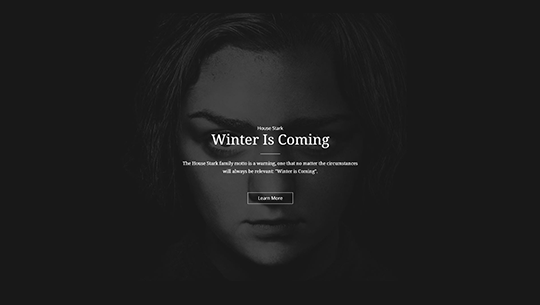 House Stark
Winter Is Coming
The House Stark family motto is a warning, one that no matter the circumstances
will always be relevant: "Winter is Coming".
Learn More